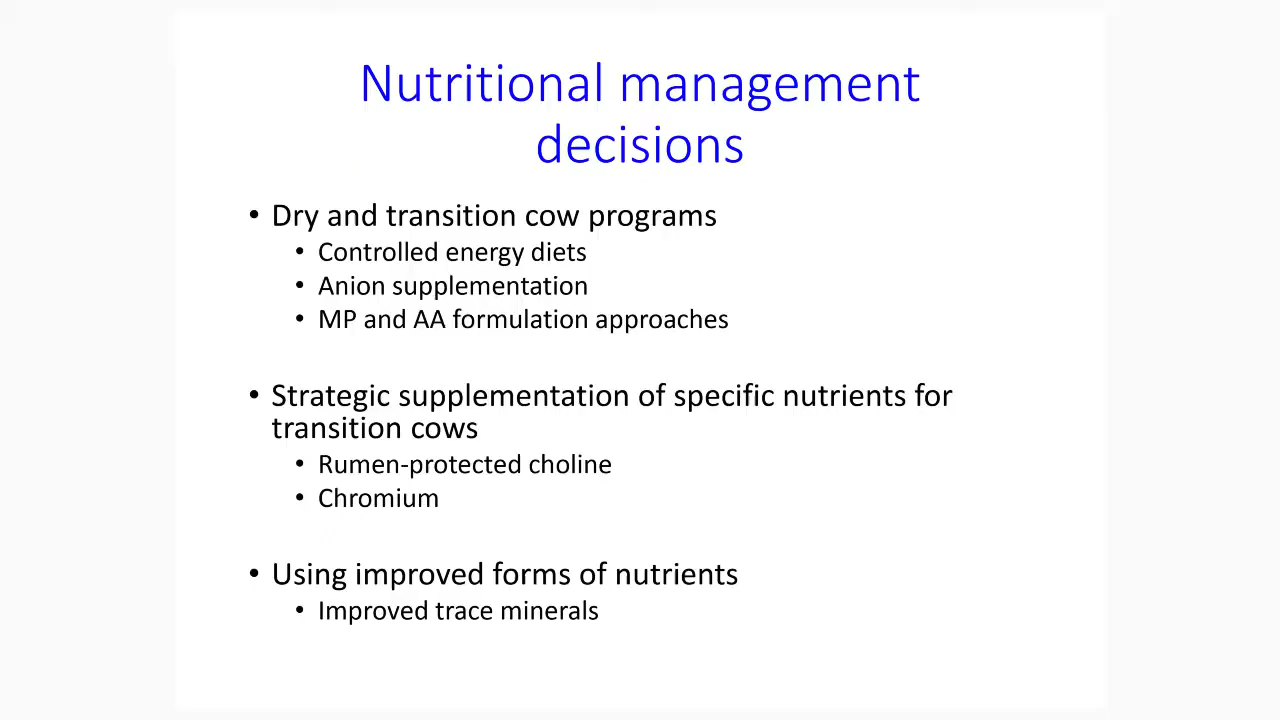 Nutritional management
decisions
• Dry and transition cow programs
• Controlled energy diets
• Anion supplementation
• MP and AA formulation approaches
• Strategic supplementation of specific nutrients for
transition cows
• Rumen-protected choline
• Chromium
• Using improved forms of nutrients
• Improved trace minerals